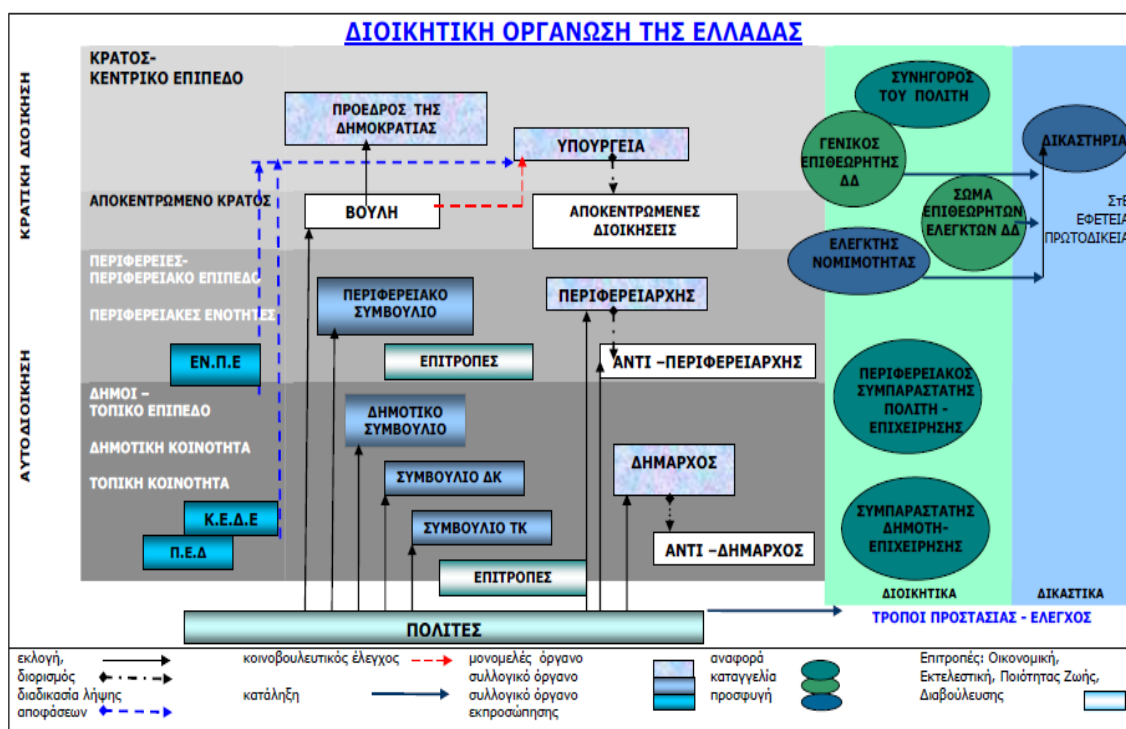 ΔΙΟΙΚΗΤΙΚΗ ΟΡΓΑΝΩΣΗ ΤΗΣ ΕΛΛΑΔΑΣ
ΚΡΑΤΙΚΗ ΔΙΟΙΚΗΣΗ
ΚΡΑΤΟΣ-
ΚΕΝΤΡΙΚΟ ΕΠΙΠΕΔΟ
ΠΡΟΕΔΡΟΣ ΤΗΣ
ΔΗΜΟΚΡΑΤΙΑΣ
ΥΠΟΥΡΓΕΙΑ
ΑΠΟΚΕΝΤΡΩΜΕΝΟ ΚΡΑΤΟΣ
ΒΟΥΛΗ
ΑΠΟΚΕΝΤΡΩΜΕΝΕΣ
ΔΙΟΙΚΗΣΕΙΣ
ΑΥΤΟΔΙΟΙΚΗΣΗ
ΠΕΡΙΦΕΡΕΙΕΣ-
ΠΕΡΙΦΕΡΕΙΑΚΟ ΕΠΙΠΕΔΟ
ΠΕΡΙΦΕΡΕΙΑΚΕΣ ΕΝΟΤΗΤΕΣ
ΠΕΡΙΦΕΡΕΙΑΚΟ
ΣΥΜΒΟΥΛΙΟ
ΠΕΡΙΦΕΡΕΙΑΡΧΗΣ
ΕΝ.Π.Ε
ΕΠΙΤΡΟΠΕΣ
ΑΝΤΙ –ΠΕΡΙΦΕΡΕΙΑΡΧΗΣ
ΔΗΜΟΙ –
ΤΟΠΙΚΟ ΕΠΙΠΕΔΟ
ΔΗΜΟΤΙΚΗ ΚΟΙΝΟΤΗΤΑ
ΤΟΠΙΚΗ ΚΟΙΝΟΤΗΤΑ
ΔΗΜΟΤΙΚΟ
ΣΥΜΒΟΥΛΙΟ
ΣΥΜΒΟΥΛΙΟ ΔΚ
ΔΗΜΑΡΧΟΣ
Κ.Ε.Δ.Ε
ΣΥΜΒΟΥΛΙΟ ΤΚ
Π.Ε.Δ
ΑΝΤΙ –ΔΗΜΑΡΧΟΣ
ΕΠΙΤΡΟΠΕΣ
ΠΟΛΙΤΕΣ
ΣΥΝΗΓΟΡΟΣ
ΤΟΥ ΠΟΛΙΤΗ
ΓΕΝΙΚΟΣ
ΕΠΙΘΕΩΡΗΤΗΣ
ΔΔ
ΣΩΜΑ
ΕΠΙΘΕΩΡΗΤΩΝ
ΕΛΕΓΚΤΩΝ ΔΔ
ΕΛΕΓΚΤΗΣ
ΝΟΜΙΜΟΤΗΤΑΣ
ΔΙΚΑΣΤΗΡΙΑ
ΣτΕ
ΕΦΕΤΕΙΑ
ΠΡΩΤΟΔΙΚΕΙΑ
ΠΕΡΙΦΕΡΕΙΑΚΟΣ
ΣΥΜΠΑΡΑΣΤΑΤΗΣ
ΠΟΛΙΤΗ -
ΕΠΙΧΕΙΡΗΣΗΣ
ΣΥΜΠΑΡΑΣΤΑΤΗΣ
ΔΗΜΟΤΗ-
ΕΠΙΧΕΙΡΗΣΗΣ
ΔΙΟΙΚΗΤΙΚΑ
ΔΙΚΑΣΤΙΚΑ
ΤΡΟΠΟΙ ΠΡΟΣΤΑΣΙΑΣ - ΕΛΕΓΧΟΣ
εκλογή,
διορισμός
διαδικασία λήψης
αποφάσεων
κοινοβουλευτικός έλεγχος
κατάληξη
μονομελές όργανο
συλλογικό όργανο
συλλογικό όργανο
εκπροσώπησης
αναφορά
καταγγελία
προσφυγή
Επιτροπές: Οικονομική,
Εκτελεστική, Ποιότητας Ζωής,
Διαβούλευσης